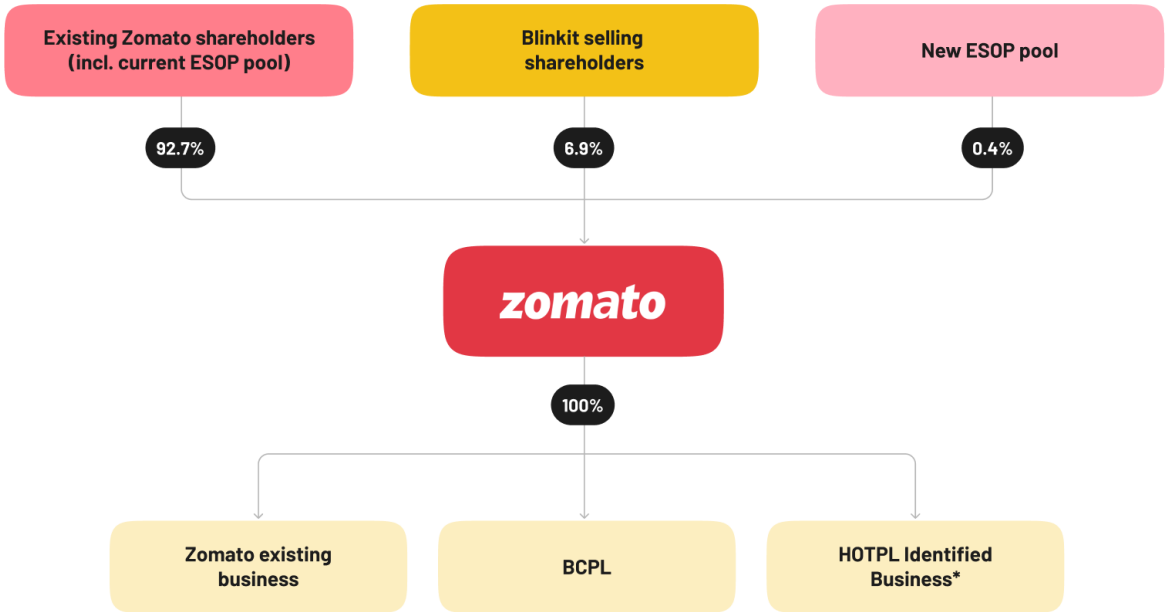 Existing Zomato shareholders
(incl. current ESOP pool)
Blinkit selling
shareholders
New ESOP pool
92.7%
6.9%
0.4%
zomato
100%
Zomato existing
business
BCPL
HOTPL Identified
Business*